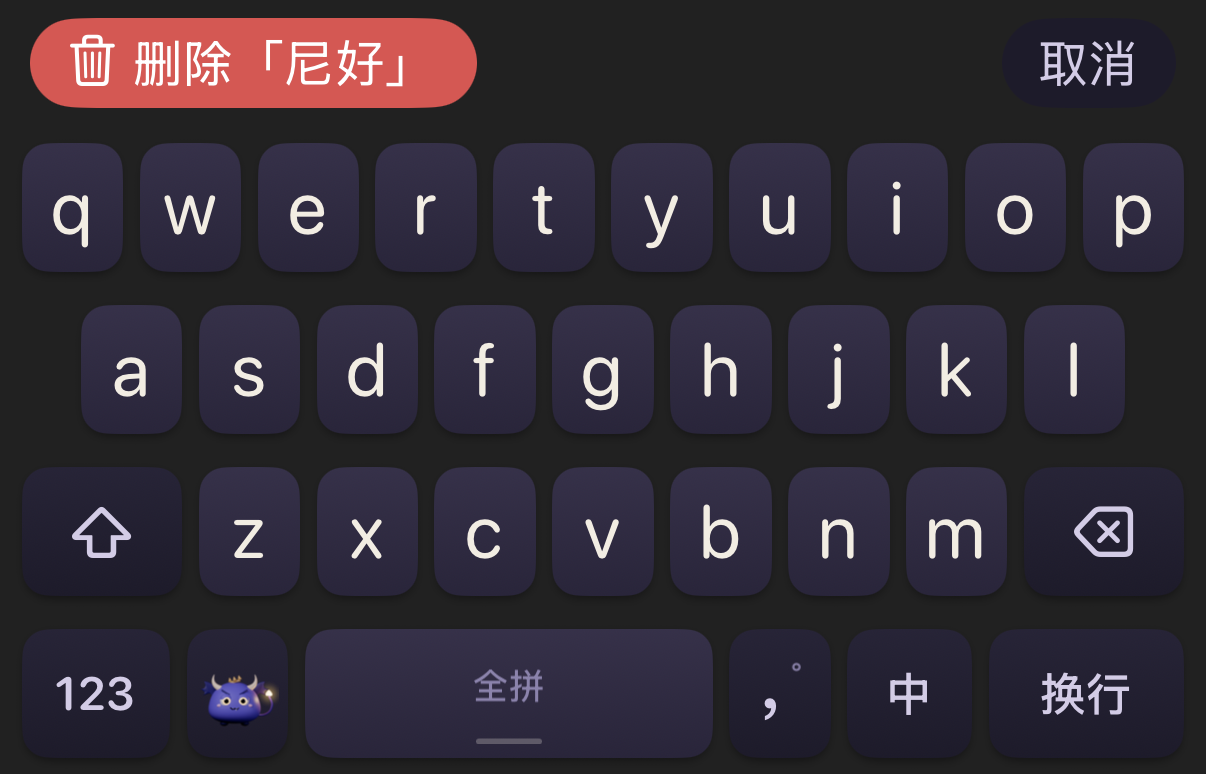 删除「尼好」 取消
q w e r t y u i o p
a s d f g h j k l
z x c v b n m
123 全拼 ，。 中 换行